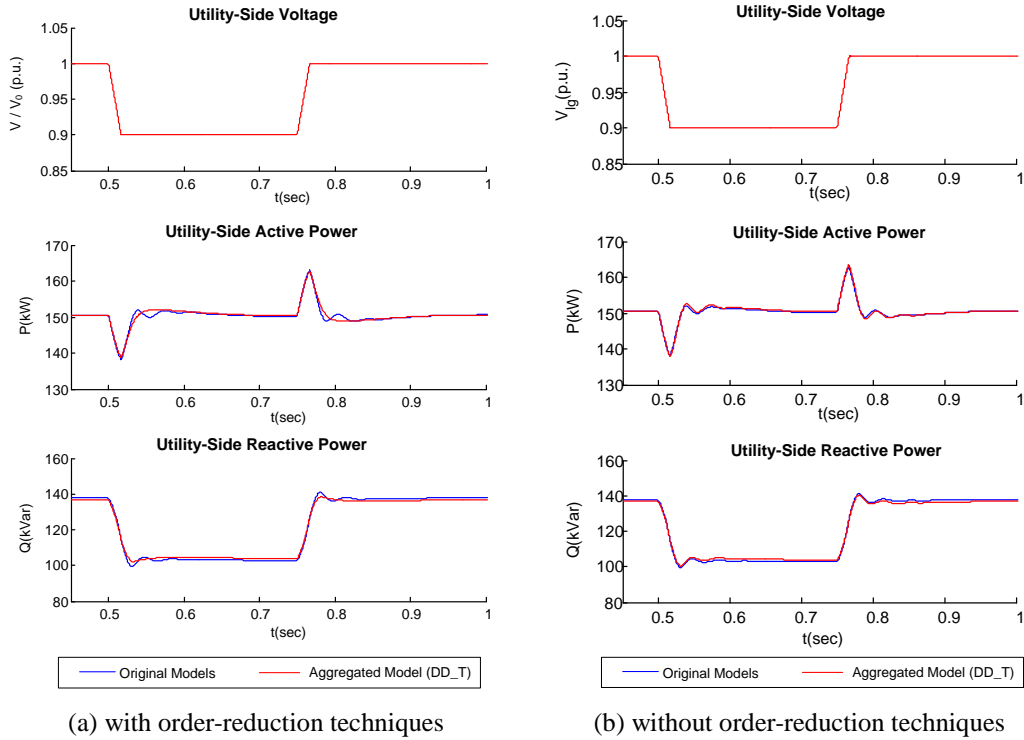 Utility-Side Voltage
1.05
1
0.95
0.9
0.85
V / V₀ (p.u.)
0.5 0.6 0.7 0.8 0.9 1
t(sec)
Utility-Side Active Power
170
160
150
140
130
P(kW)
0.5 0.6 0.7 0.8 0.9 1
t(sec)
Utility-Side Reactive Power
160
140
120
100
80
Q(kVar)
0.5 0.6 0.7 0.8 0.9 1
t(sec)
Original Models Aggregated Model (DD_T)
(a) with order-reduction techniques
Utility-Side Voltage
1.05
1
0.95
0.9
0.85
V_lg(p.u.)
0.5 0.6 0.7 0.8 0.9 1
t(sec)
Utility-Side Active Power
170
160
150
140
130
P(kW)
0.5 0.6 0.7 0.8 0.9 1
t(sec)
Utility-Side Reactive Power
160
140
120
100
80
Q(kVar)
0.5 0.6 0.7 0.8 0.9 1
t(sec)
Original Models Aggregated Model (DD_T)
(b) without order-reduction techniques